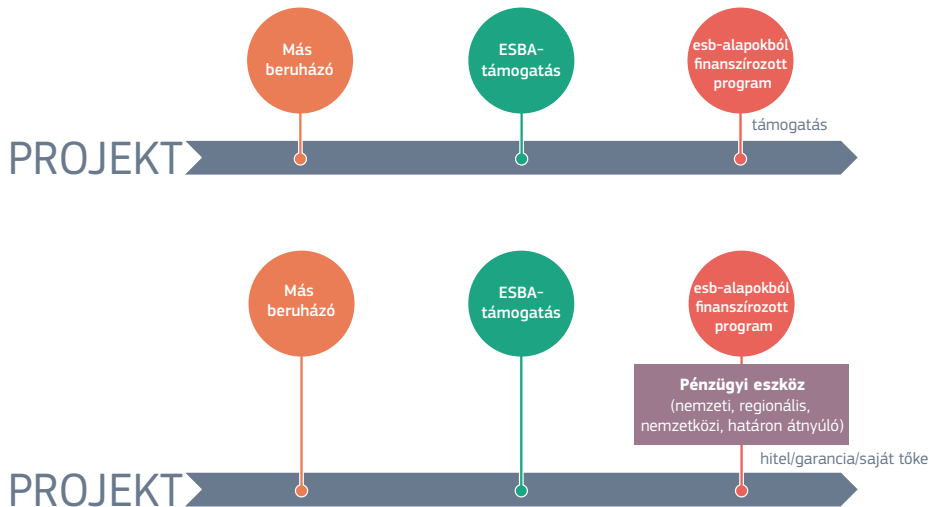 Más
beruházó
ESBA-
támogatás
esb-alapokból
finanszírozott
program
támogatás
PROJEKT
Más
beruházó
ESBA-
támogatás
esb-alapokból
finanszírozott
program
Pénzügyi eszköz
(nemzeti, regionális,
nemzetközi, határon átnyúló)
hitel/garancia/saját tőke
PROJEKT